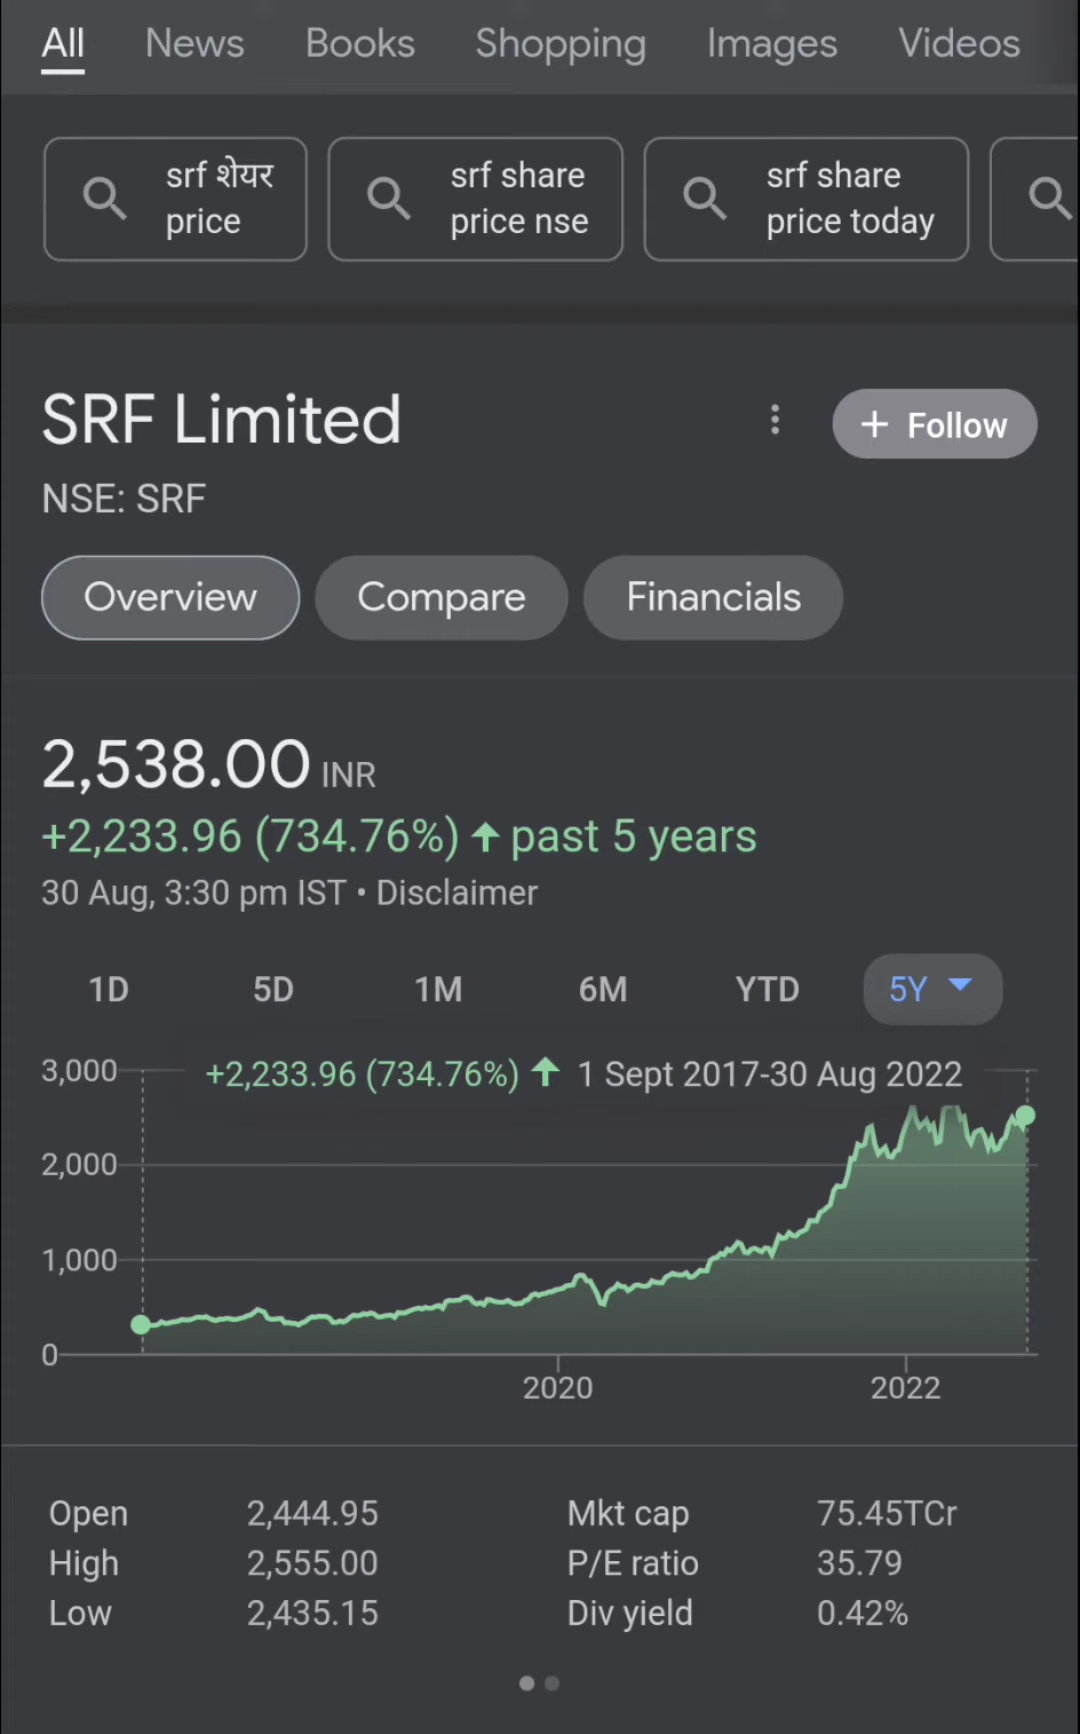 All News Books Shopping Images Videos
srf शेयर
price
srf share
price nse
srf share
price today
SRF Limited
+ Follow
NSE: SRF
Overview Compare Financials
2,538.00 INR
+2,233.96 (734.76%) ↑ past 5 years
30 Aug, 3:30 pm IST • Disclaimer
1D 5D 1M 6M YTD 5Y
+2,233.96 (734.76%) ↑ 1 Sept 2017-30 Aug 2022
3,000
2,000
1,000
0
2020 2022
Open 2,444.95 Mkt cap 75.45TCr
High 2,555.00 P/E ratio 35.79
Low 2,435.15 Div yield 0.42%